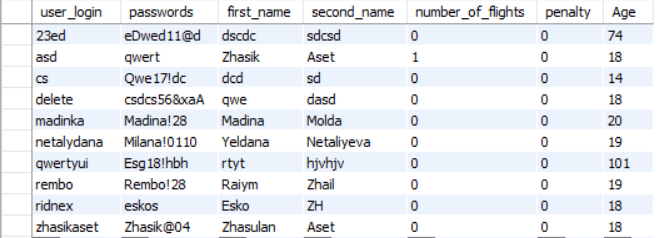 user_login passwords first_name second_name number_of_flights penalty Age
23ed eDwed11@d dscdc sdcsd 0 0 74
asd qwert Zhasik Aset 1 0 18
cs Qwe17!dc dcd sd 0 0 14
delete csdcs56&xaA qwe dasd 0 0 18
madinka Madina!28 Madina Molda 0 0 20
netalydana Milana!0110 Yeldana Netaliyeva 0 0 19
qwertyui Esg18!hbh rtyt hjvhjv 0 0 101
rembo Rembo!28 Raiym Zhail 0 0 19
ridnex eskos Esko ZH 0 0 18
zhasikaset Zhasik@04 Zhasulan Aset 0 0 18